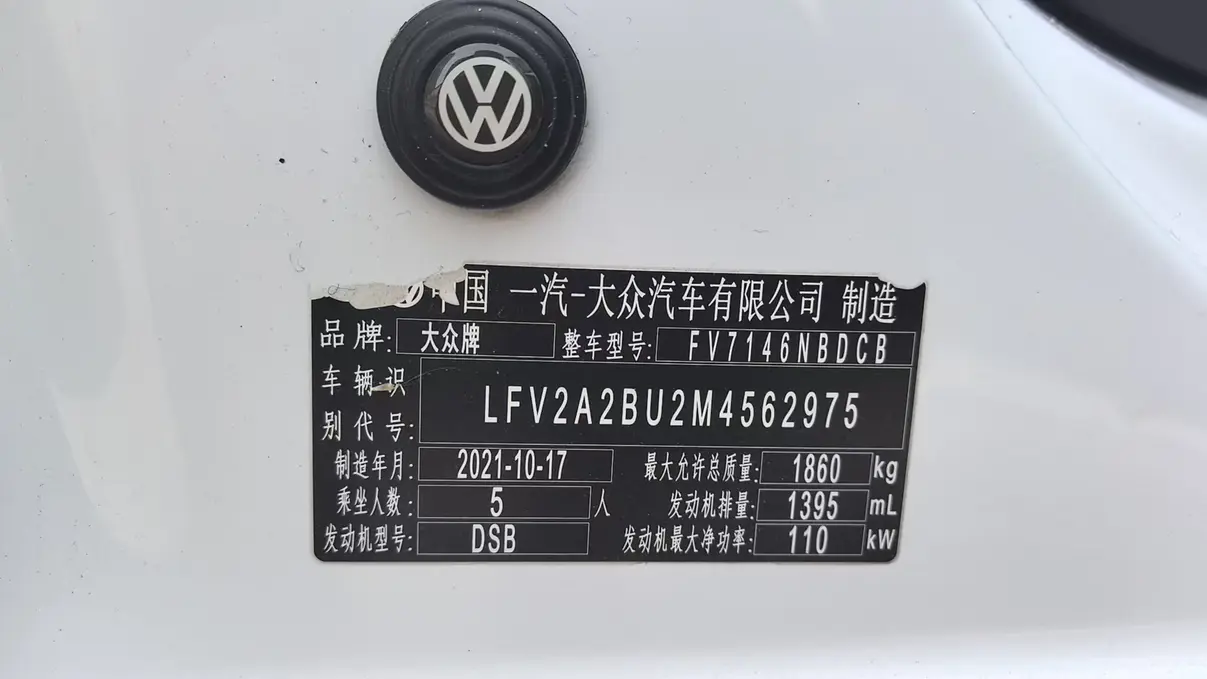 中国 一汽-大众汽车有限公司 制造
品牌: 大众牌 整车型号: FV7146NBDCB
车辆识别代号: LFV2A2BU2M4562975
制造年月: 2021-10-17 最大允许总质量: 1860 kg
乘坐人数: 5 人 发动机排量: 1395 mL
发动机型号: DSB 发动机最大净功率: 110 kW